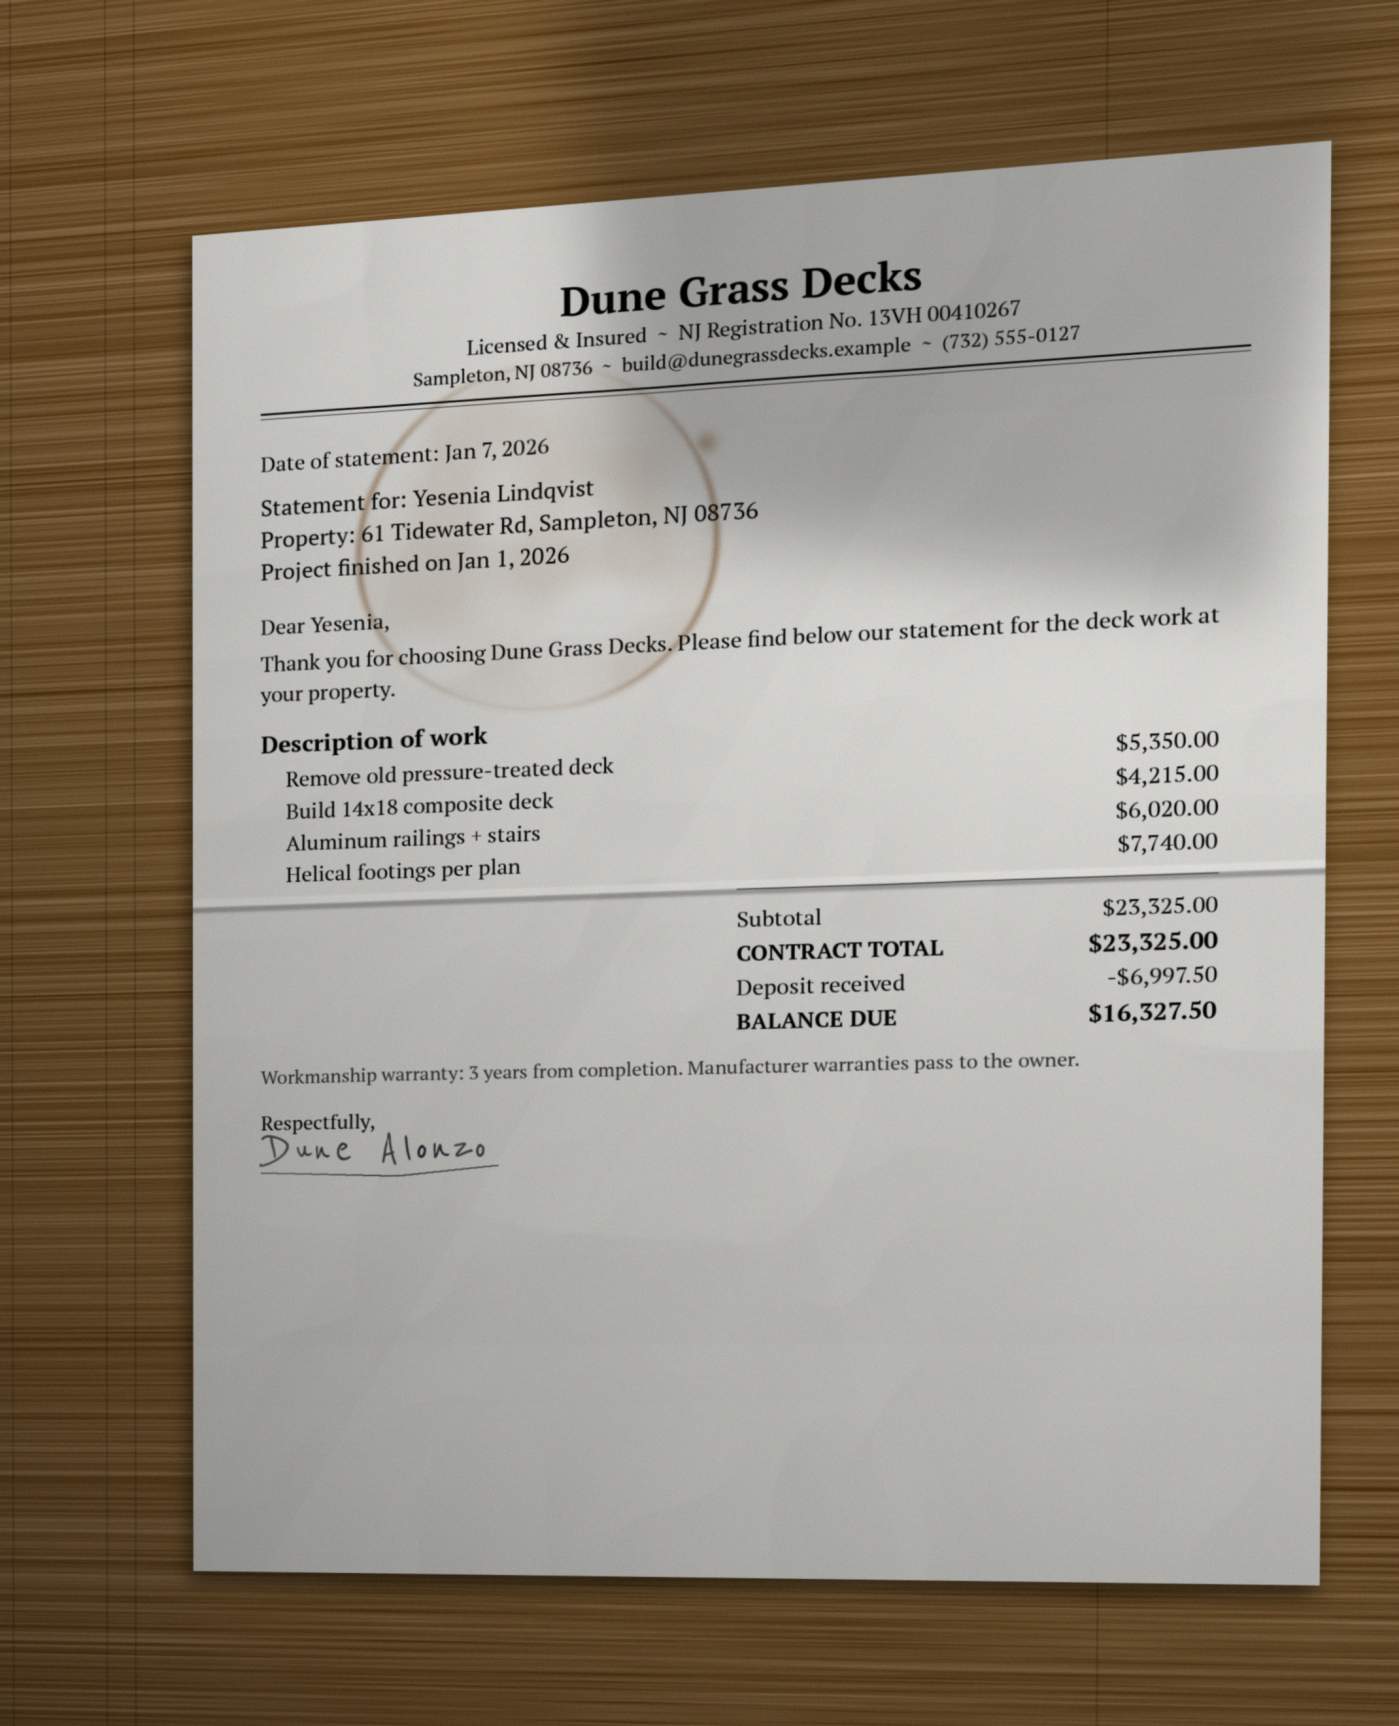 Dune Grass Decks
Licensed & Insured ~ NJ Registration No. 13VH 00410267
Sampleton, NJ 08736 ~ build@dunegrassdecks.example ~ (732) 555-0127
Date of statement: Jan 7, 2026
Statement for: Yesenia Lindqvist
Property: 61 Tidewater Rd, Sampleton, NJ 08736
Project finished on Jan 1, 2026
Dear Yesenia,
Thank you for choosing Dune Grass Decks. Please find below our statement for the deck work at
your property.
Description of work
Remove old pressure-treated deck $5,350.00
Build 14x18 composite deck $4,215.00
Aluminum railings + stairs $6,020.00
Helical footings per plan $7,740.00
Subtotal $23,325.00
CONTRACT TOTAL $23,325.00
Deposit received -$6,997.50
BALANCE DUE $16,327.50
Workmanship warranty: 3 years from completion. Manufacturer warranties pass to the owner.
Respectfully,
Dune Alonzo